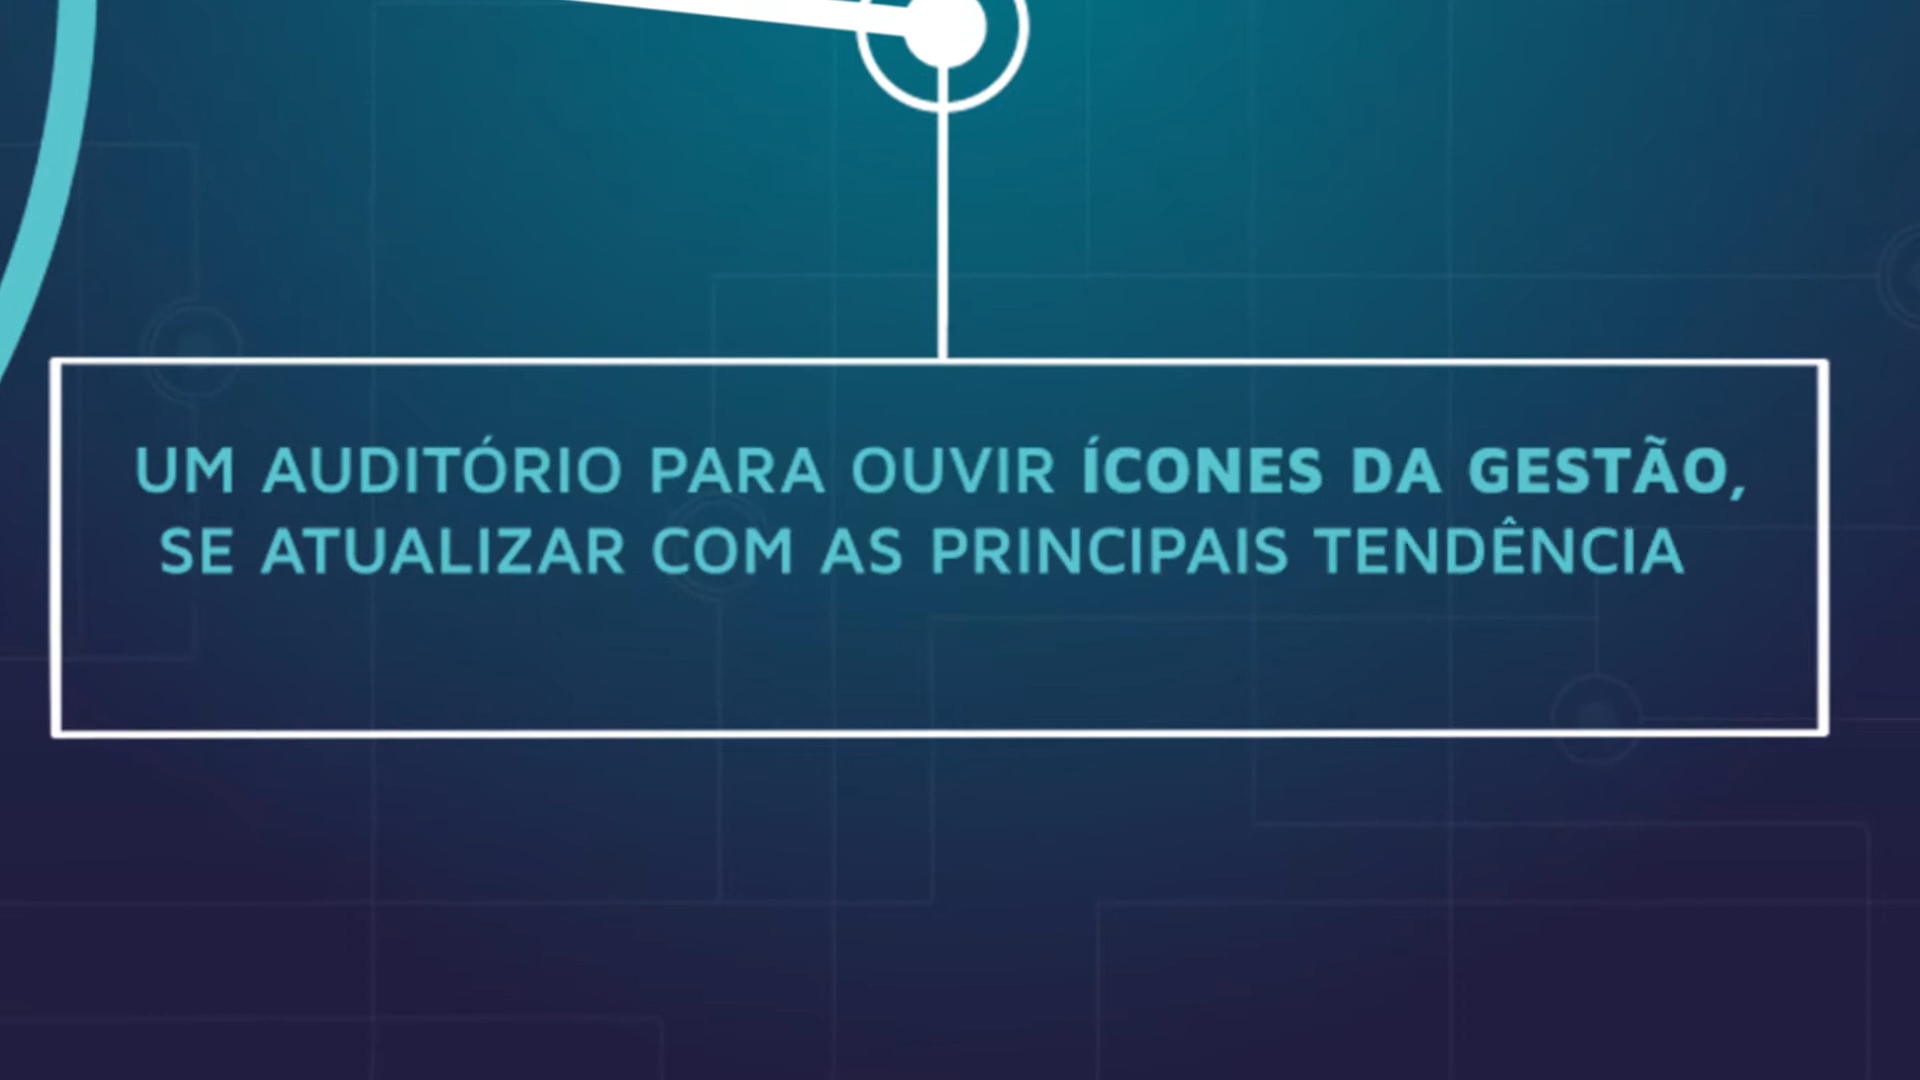 UM AUDITÓRIO PARA OUVIR ÍCONES DA GESTÃO,
SE ATUALIZAR COM AS PRINCIPAIS TENDÊNCIA